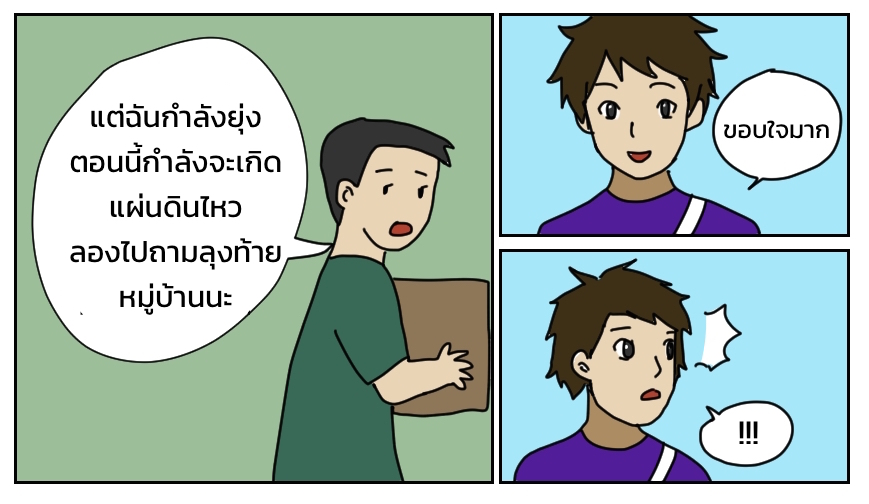 แต่ฉันกำลังยุ่ง
ตอนนี้กำลังจะเกิด
แผ่นดินไหว
ลองไปถามลุงท้าย
หมู่บ้านนะ
ขอบใจมาก
!!!